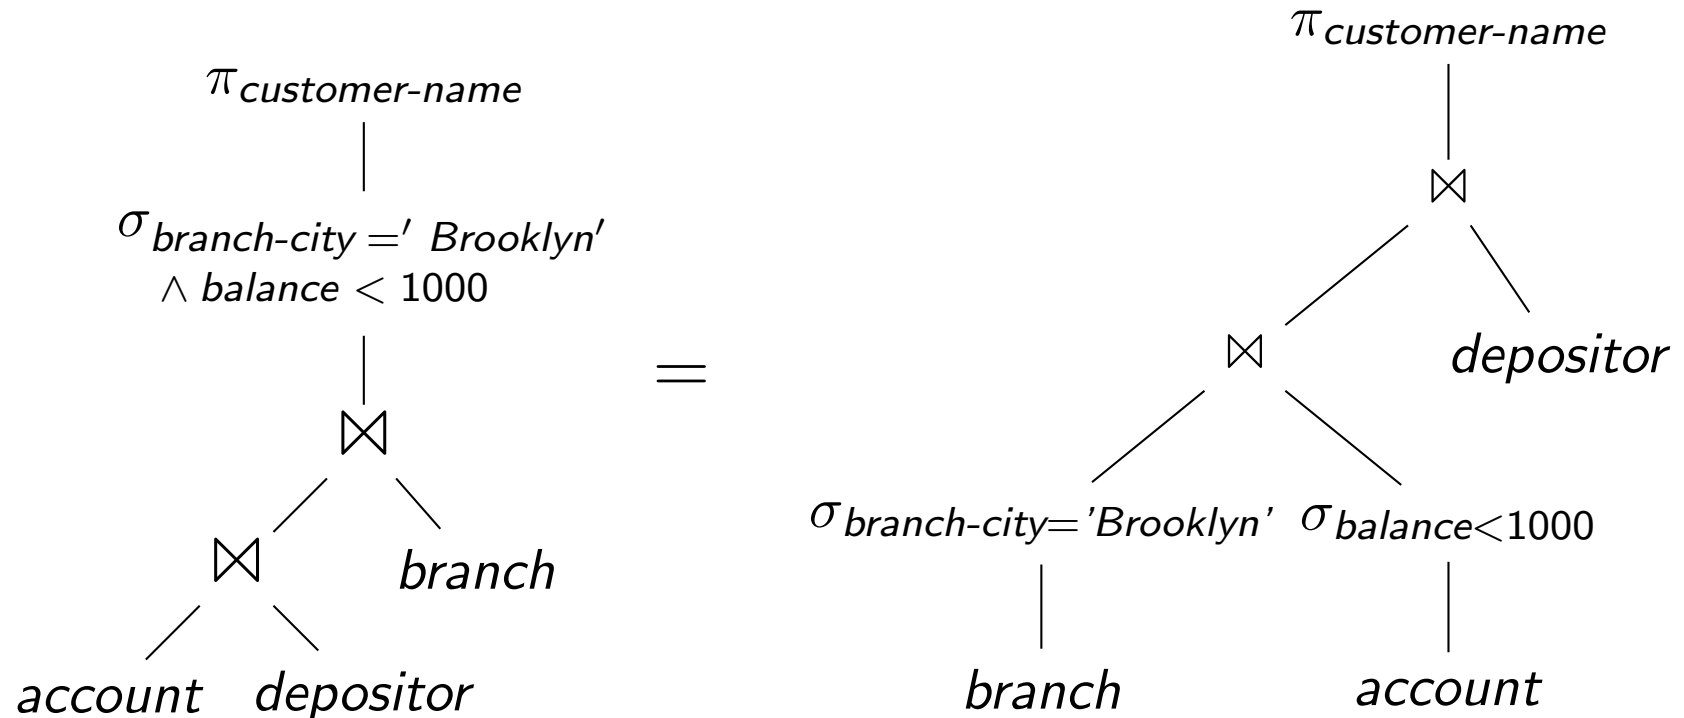 π customer-name
σ branch-city =′ Brooklyn′
∧ balance < 1000
⋈
⋈
branch
account
depositor
=
π customer-name
⋈
⋈
depositor
σ branch-city='Brooklyn'
σ balance<1000
branch
account